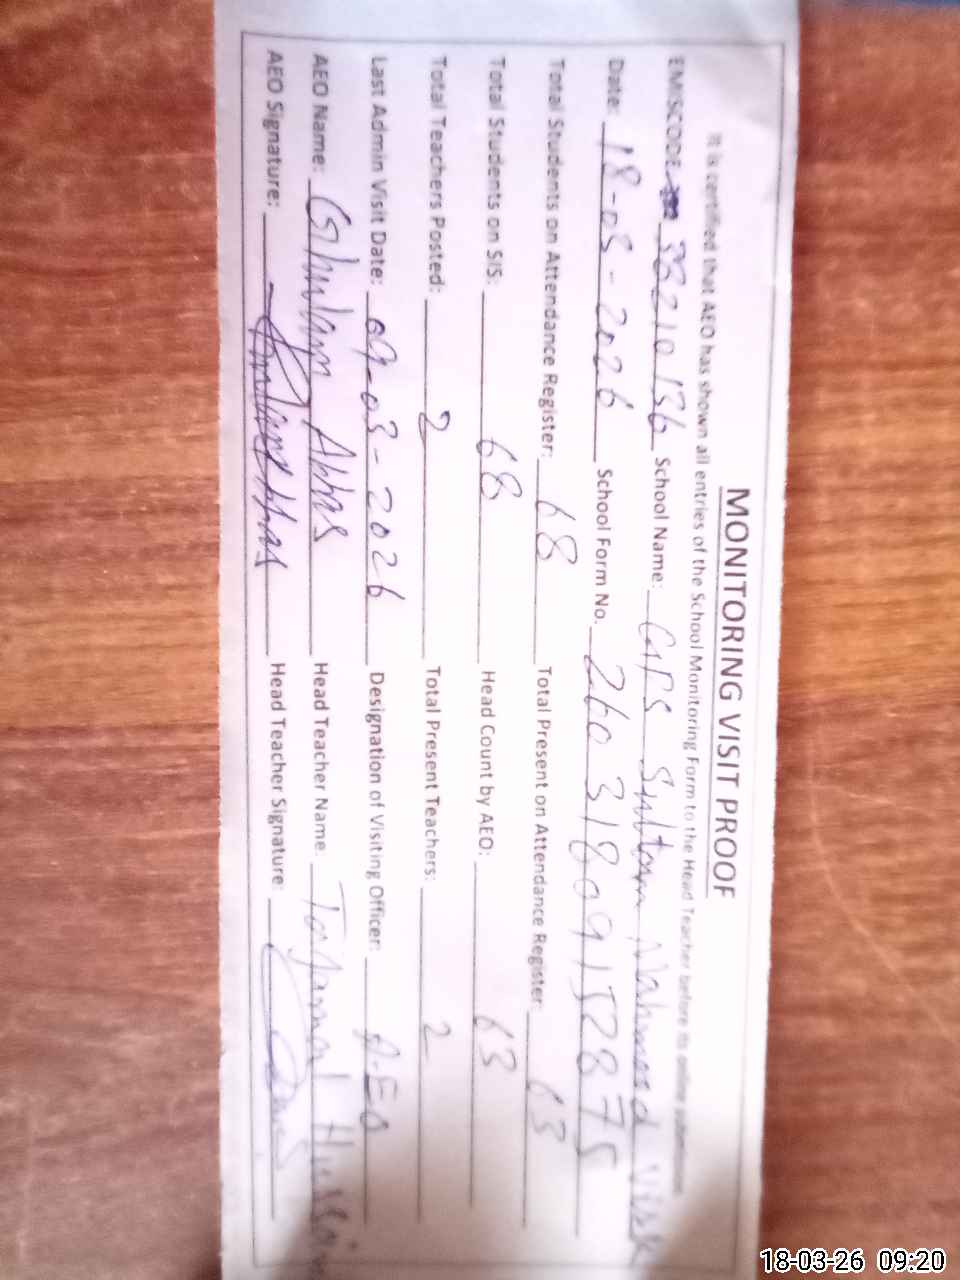 MONITORING VISIT PROOF
It is certified that AEO has shown all entries of the School Monitoring Form to the Head Teacher before its online submission
EMISCODE 38210136 School Name: GPS Sultan Mahmood
Date: 18-03-2026 School Form No. 260318091528875
Total Students on Attendance Register: 68 Total Present on Attendance Register: 63
Total Students on SIS: 68 Head Count by AEO: 63
Total Teachers Posted: 2 Total Present Teachers: 2
Last Admin Visit Date: 09-03-2026 Designation of Visiting Officer: AEO
AEO Name: Ghulam Abbas Head Teacher Name: Tajamal Hussain
AEO Signature: Head Teacher Signature:
18-03-26 09:20